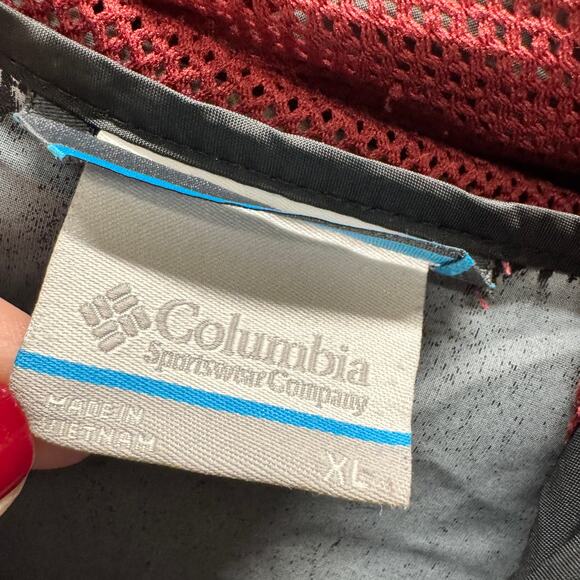 Columbia
Sportswear Company
MADE IN
VIETNAM
XL